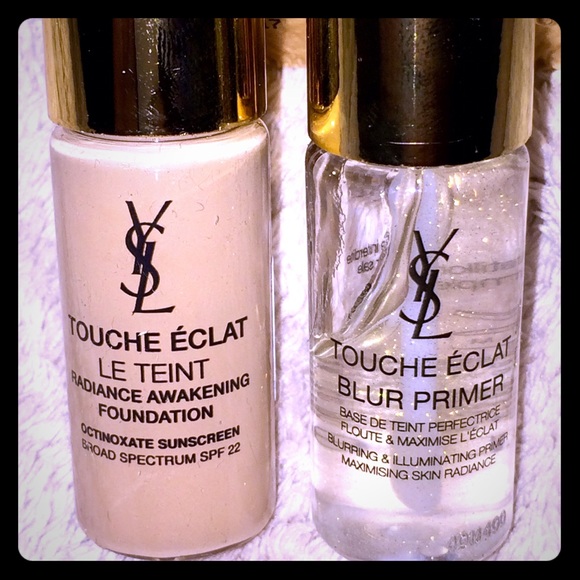 YSL
TOUCHE ÉCLAT
LE TEINT
RADIANCE AWAKENING
FOUNDATION
OCTINOXATE SUNSCREEN
BROAD SPECTRUM SPF 22
YSL
TOUCHE ÉCLAT
BLUR PRIMER
BASE DE TEINT PERFECTRICE
FLOUTE & MAXIMISE L'ÉCLAT
BLURRING & ILLUMINATING PRIMER
MAXIMISING SKIN RADIANCE